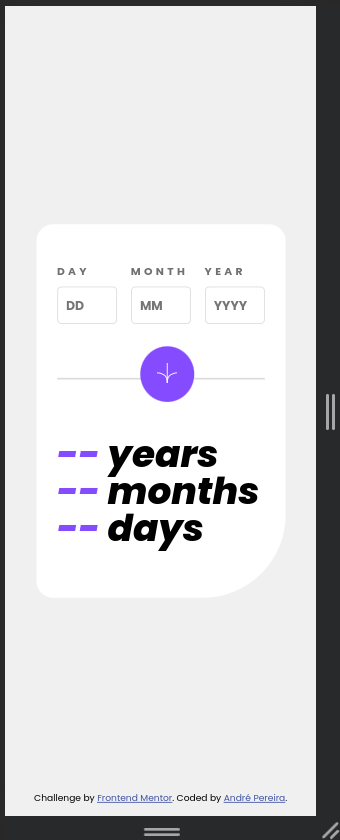 DAY MONTH YEAR
DD MM YYYY
-- years
-- months
-- days
Challenge by Frontend Mentor. Coded by André Pereira.